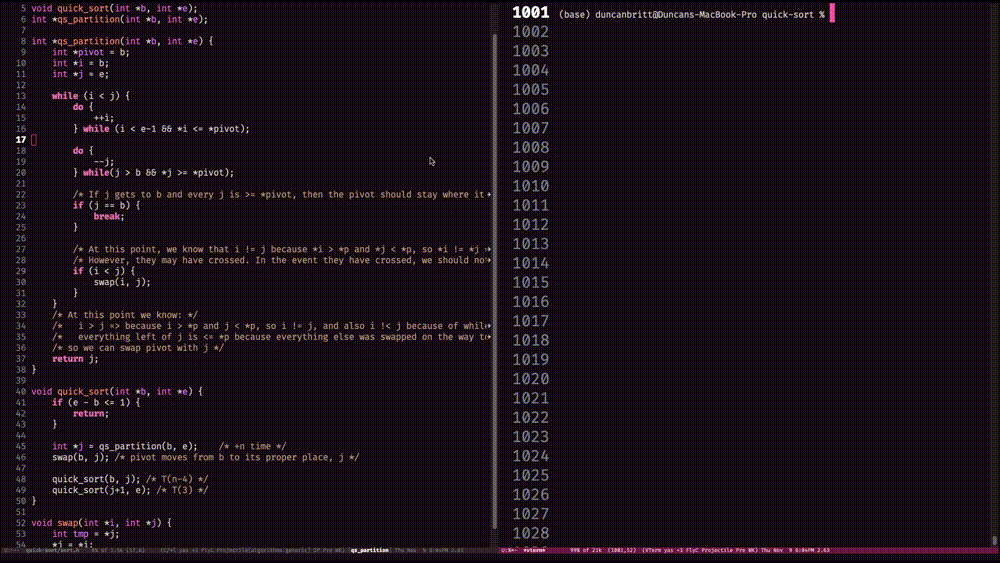 5 void quick_sort(int *b, int *e);
6 int *qs_partition(int *b, int *e);
7
8 int *qs_partition(int *b, int *e) {
9     int *pivot = b;
10     int *i = b;
11     int *j = e;
12
13     while (i < j) {
14         do {
15             ++i;
16         } while (i < e-1 && *i <= *pivot);
17
18         do {
19             --j;
20         } while(j > b && *j >= *pivot);
21
22         /* If j gets to b and every j is >= *pivot, then the pivot should stay where it
23         if (j == b) {
24             break;
25         }
26
27         /* At this point, we know that i != j because *i > *p and *j < *p, so *i != *j
28         /* However, they may have crossed. In the event they have crossed, we should no
29         if (i < j) {
30             swap(i, j);
31         }
32     }
33     /* At this point we know: */
34     /*   i > j => because i > *p and j < *p, so i != j, and also i !< j because of whil
35     /*   everything left of j is <= *p because everything else was swapped on the way t
36     /* so we can swap pivot with j */
37     return j;
38 }
39
40 void quick_sort(int *b, int *e) {
41     if (e - b <= 1) {
42         return;
43     }
44
45     int *j = qs_partition(b, e);    /* +n time */
46     swap(b, j); /* pivot moves from b to its proper place, j */
47
48     quick_sort(b, j); /* T(n-4) */
49     quick_sort(j+1, e); /* T(3) */
50 }
51
52 void swap(int *i, int *j) {
53     int tmp = *j;
54     *j = *i;
quick-sort/sort.h
qs_partition
1001 (base) duncanbritt@Duncans-MacBook-Pro quick-sort %
1002
1003
1004
1005
1006
1007
1008
1009
1010
1011
1012
1013
1014
1015
1016
1017
1018
1019
1020
1021
1022
1023
1024
1025
1026
1027
1028
U:%*- *vterm* 99% of 21k (1001,52) (VTerm yas +3 FlyC Projectile Pre WK) Thu Nov 9 6:04PM 2.63